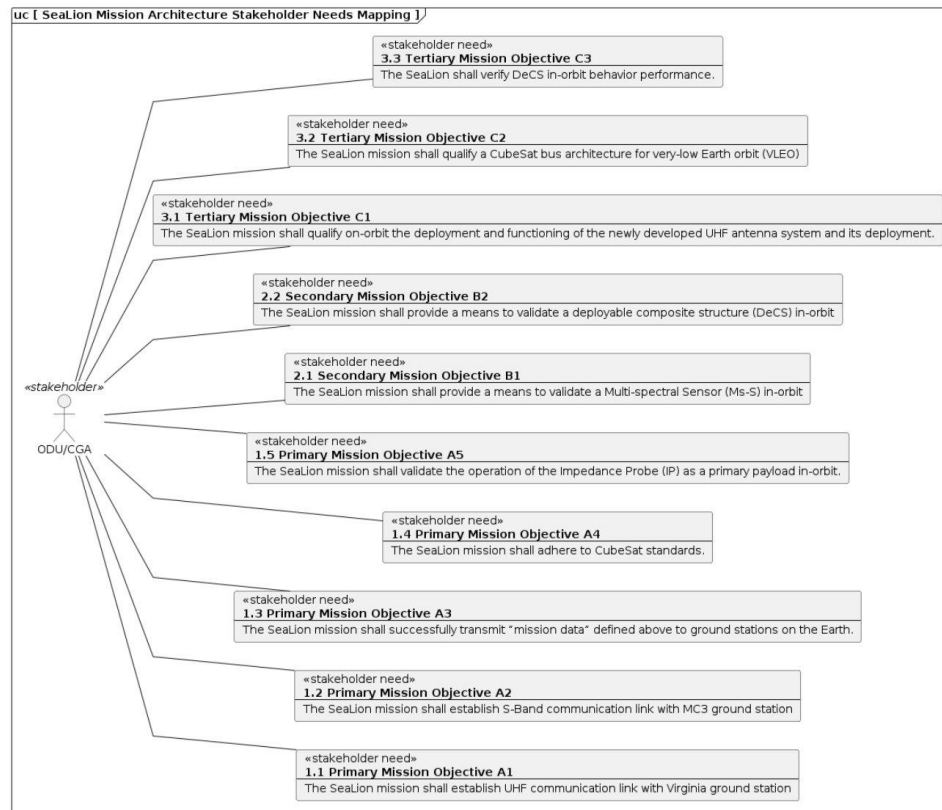 uc [ SeaLion Mission Architecture Stakeholder Needs Mapping ]
«stakeholder need»
3.3 Tertiary Mission Objective C3
The SeaLion shall verify DeCS in-orbit behavior performance.
«stakeholder need»
3.2 Tertiary Mission Objective C2
The SeaLion mission shall qualify a CubeSat bus architecture for very-low Earth orbit (VLEO)
«stakeholder need»
3.1 Tertiary Mission Objective C1
The SeaLion mission shall qualify on-orbit the deployment and functioning of the newly developed UHF antenna system and its deployment.
«stakeholder need»
2.2 Secondary Mission Objective B2
The SeaLion mission shall provide a means to validate a deployable composite structure (DeCS) in-orbit
«stakeholder need»
2.1 Secondary Mission Objective B1
The SeaLion mission shall provide a means to validate a Multi-spectral Sensor (Ms-S) in-orbit
«stakeholder»
ODU/CGA
«stakeholder need»
1.5 Primary Mission Objective A5
The SeaLion mission shall validate the operation of the Impedance Probe (IP) as a primary payload in-orbit.
«stakeholder need»
1.4 Primary Mission Objective A4
The SeaLion mission shall adhere to CubeSat standards.
«stakeholder need»
1.3 Primary Mission Objective A3
The SeaLion mission shall successfully transmit “mission data” defined above to ground stations on the Earth.
«stakeholder need»
1.2 Primary Mission Objective A2
The SeaLion mission shall establish S-Band communication link with MC3 ground station
«stakeholder need»
1.1 Primary Mission Objective A1
The SeaLion mission shall establish UHF communication link with Virginia ground station